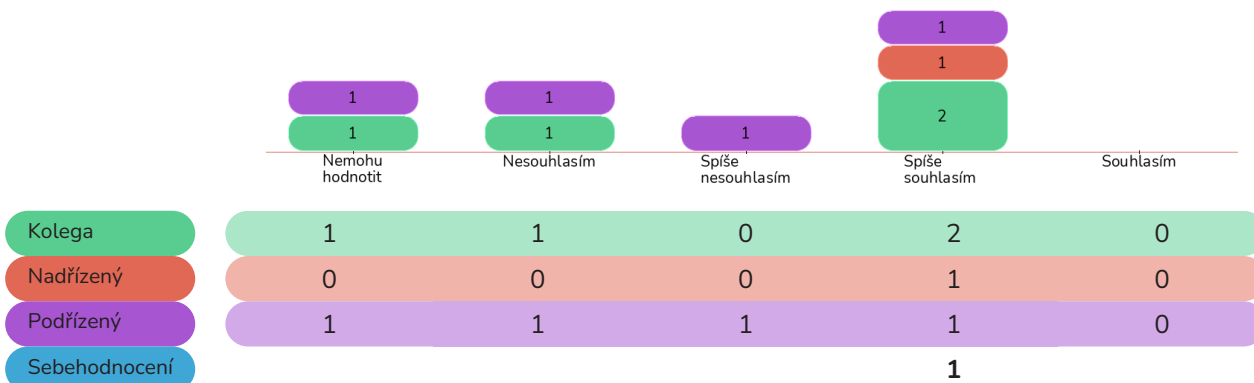 1
1
1 1 2
1 1 1
Nemohu hodnotit
Nesouhlasím
Spíše nesouhlasím
Spíše souhlasím
Souhlasím
Kolega 1 1 0 2 0
Nadřízený 0 0 0 1 0
Podřízený 1 1 1 1 0
Sebehodnocení 1